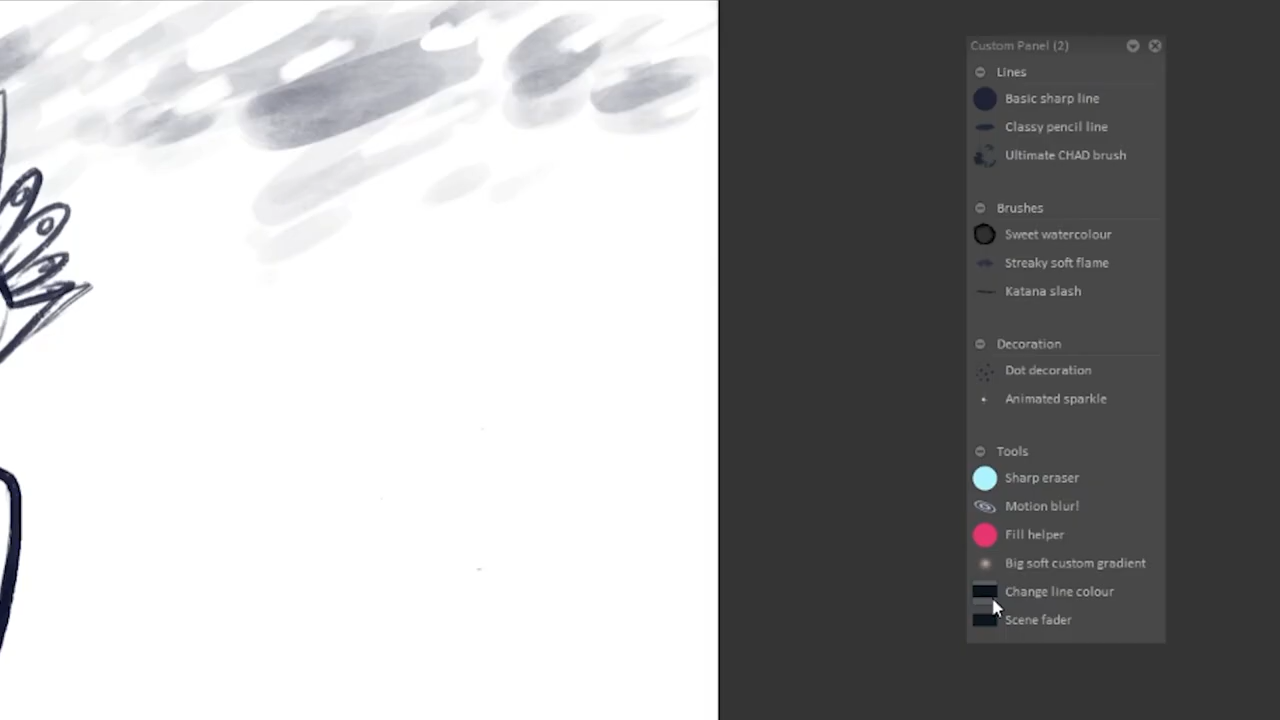 Custom Panel (2)
Lines
Basic sharp line
Classy pencil line
Ultimate CHAD brush
Brushes
Sweet watercolour
Streaky soft flame
Katana slash
Decoration
Dot decoration
Animated sparkle
Tools
Sharp eraser
Motion blur!
Fill helper
Big soft custom gradient
Change line colour
Scene fader